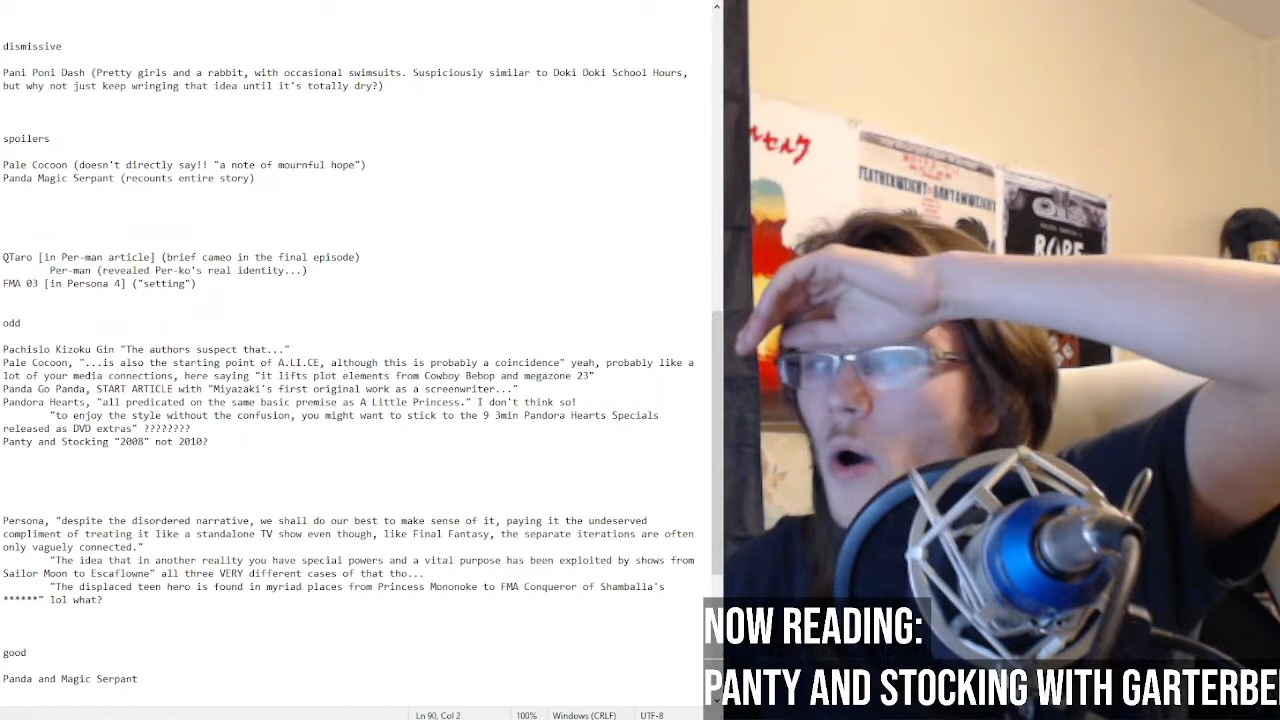 dismissive
Pani Poni Dash (Pretty girls and a rabbit, with occasional swimsuits. Suspiciously similar to Doki Doki School Hours,
but why not just keep wringing that idea until it's totally dry?)
spoilers
Pale Cocoon (doesn't directly say!! "a note of mournful hope")
Panda Magic Serpant (recounts entire story)
QTaro [in Per-man article] (brief cameo in the final episode)
Per-man (revealed Per-ko's real identity...)
FMA 03 [in Persona 4] ("setting")
odd
Pachislo Kizoku Gin "The authors suspect that..."
Pale Cocoon, "...is also the starting point of A.LI.CE, although this is probably a coincidence" yeah, probably like a
lot of your media connections, here saying "it lifts plot elements from Cowboy Bebop and megazone 23"
Panda Go Panda, START ARTICLE with "Miyazaki's first original work as a screenwriter..."
Pandora Hearts, "all predicated on the same basic premise as A Little Princess." I don't think so!
"to enjoy the style without the confusion, you might want to stick to the 9 3min Pandora Hearts Specials
released as DVD extras" ????????
Panty and Stocking "2008" not 2010?
Persona, "despite the disordered narrative, we shall do our best to make sense of it, paying it the undeserved
compliment of treating it like a standalone TV show even though, like Final Fantasy, the separate iterations are often
only vaguely connected."
"The idea that in another reality you have special powers and a vital purpose has been exploited by shows from
Sailor Moon to Escaflowne" all three VERY different cases of that tho...
"The displaced teen hero is found in myriad places from Princess Mononoke to FMA Conqueror of Shamballa's
******" lol what?
good
Panda and Magic Serpant
Ln 90, Col 2 100% Windows (CRLF) UTF-8
ルセルク
FEATHERWEIGHT BANTAMWEIGHT
ROPE
NOW READING:
PANTY AND STOCKING WITH GARTERBE